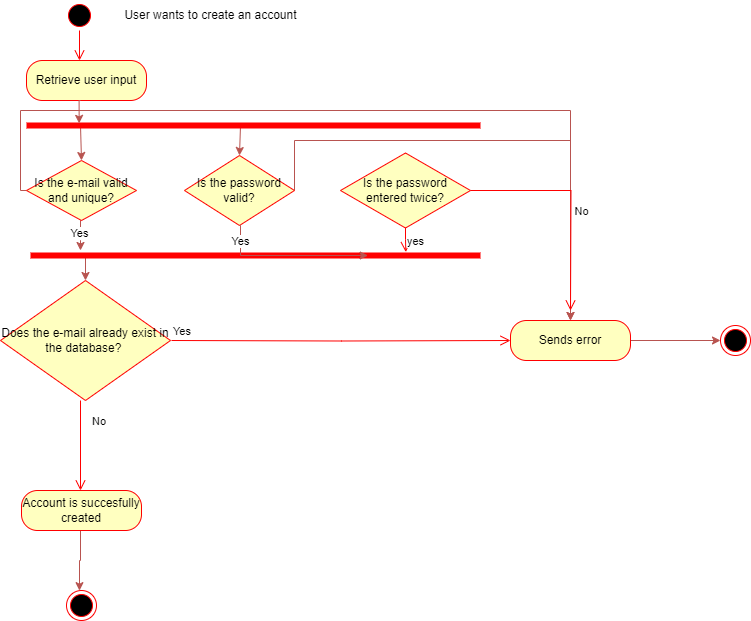 User wants to create an account
Retrieve user input
Is the e-mail valid
and unique?
Is the password
valid?
Is the password
entered twice?
No
Yes
Yes
yes
Does the e-mail already exist in
the database?
Yes
Sends error
No
Account is succesfully
created